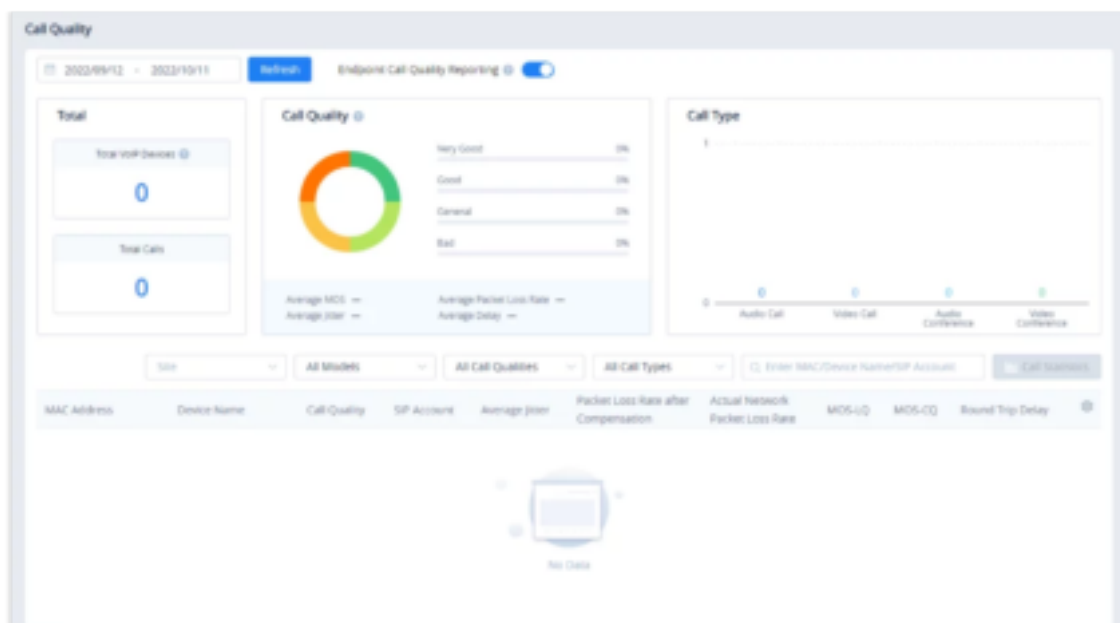 Call Quality
2022/09/12 - 2022/10/11
Refresh
Endpoint Call Quality Reporting
Total
Total VoIP Devices
0
Total Calls
0
Call Quality
Very Good 0%
Good 0%
General 0%
Bad 0%
Average MOS —
Average Packet Loss Rate —
Average Jitter —
Average Delay —
Call Type
1
0
0 0 0 0
Audio Call
Video Call
Audio
Conference
Video
Conference
Site
All Models
All Call Qualities
All Call Types
Enter MAC/Device Name/SIP Account
Call Statistics
MAC Address
Device Name
Call Quality
SIP Account
Average Jitter
Packet Loss Rate after
Compensation
Actual Network
Packet Loss Rate
MOS-LQ
MOS-CQ
Round Trip Delay
No Data